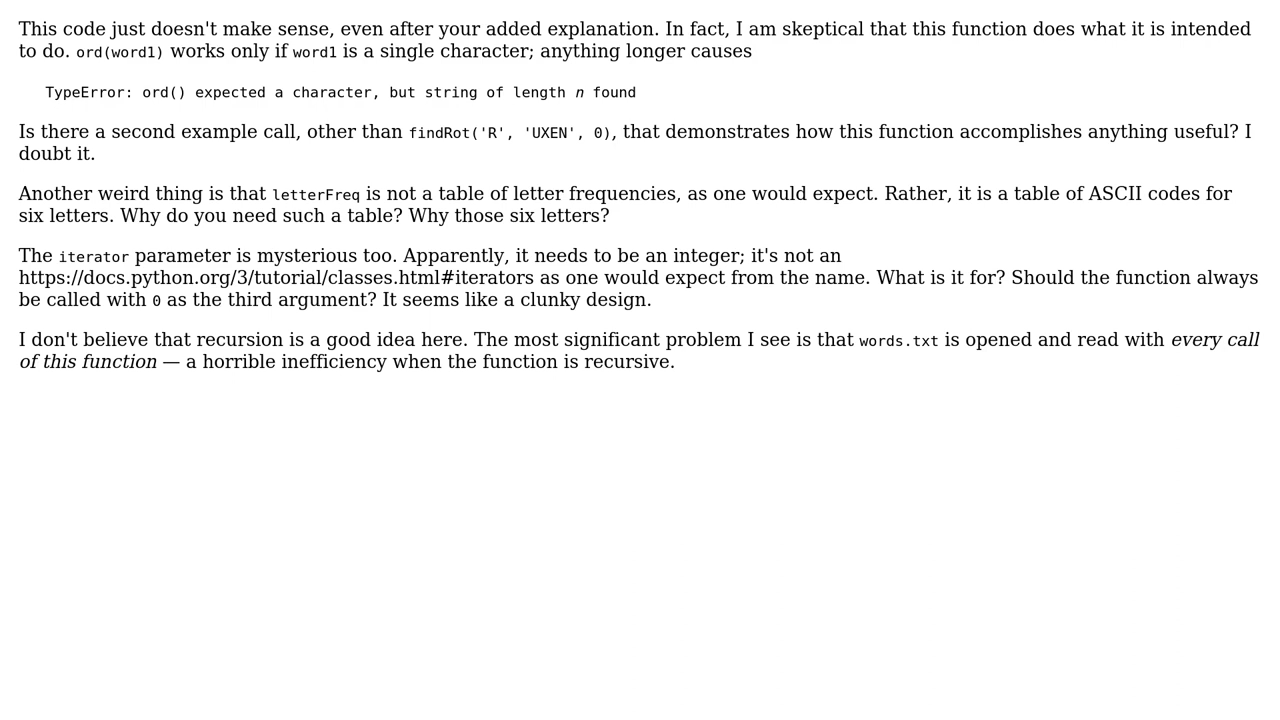 This code just doesn't make sense, even after your added explanation. In fact, I am skeptical that this function does what it is intended
to do. ord(word1) works only if word1 is a single character; anything longer causes
TypeError: ord() expected a character, but string of length n found
Is there a second example call, other than findRot('R', 'UXEN', 0), that demonstrates how this function accomplishes anything useful? I
doubt it.
Another weird thing is that letterFreq is not a table of letter frequencies, as one would expect. Rather, it is a table of ASCII codes for
six letters. Why do you need such a table? Why those six letters?
The iterator parameter is mysterious too. Apparently, it needs to be an integer; it's not an
https://docs.python.org/3/tutorial/classes.html#iterators as one would expect from the name. What is it for? Should the function always
be called with 0 as the third argument? It seems like a clunky design.
I don't believe that recursion is a good idea here. The most significant problem I see is that words.txt is opened and read with every call
of this function — a horrible inefficiency when the function is recursive.